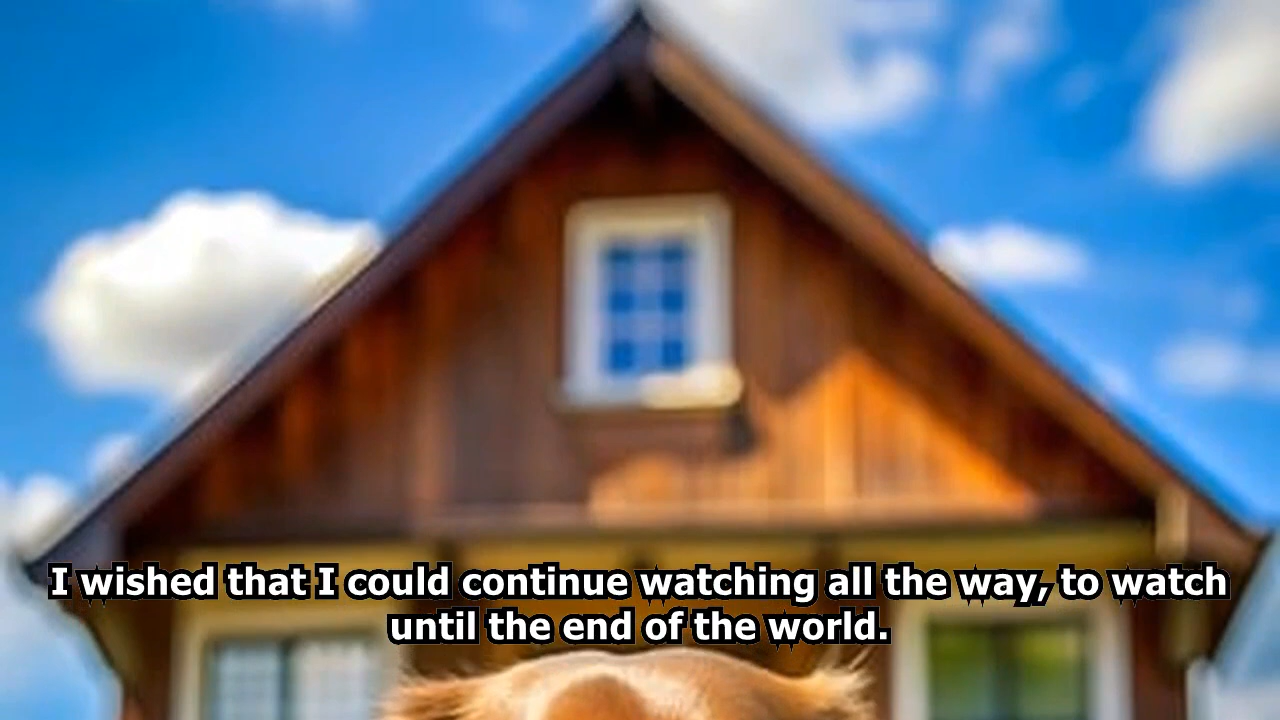 I wished that I could continue watching all the way, to watch
until the end of the world.